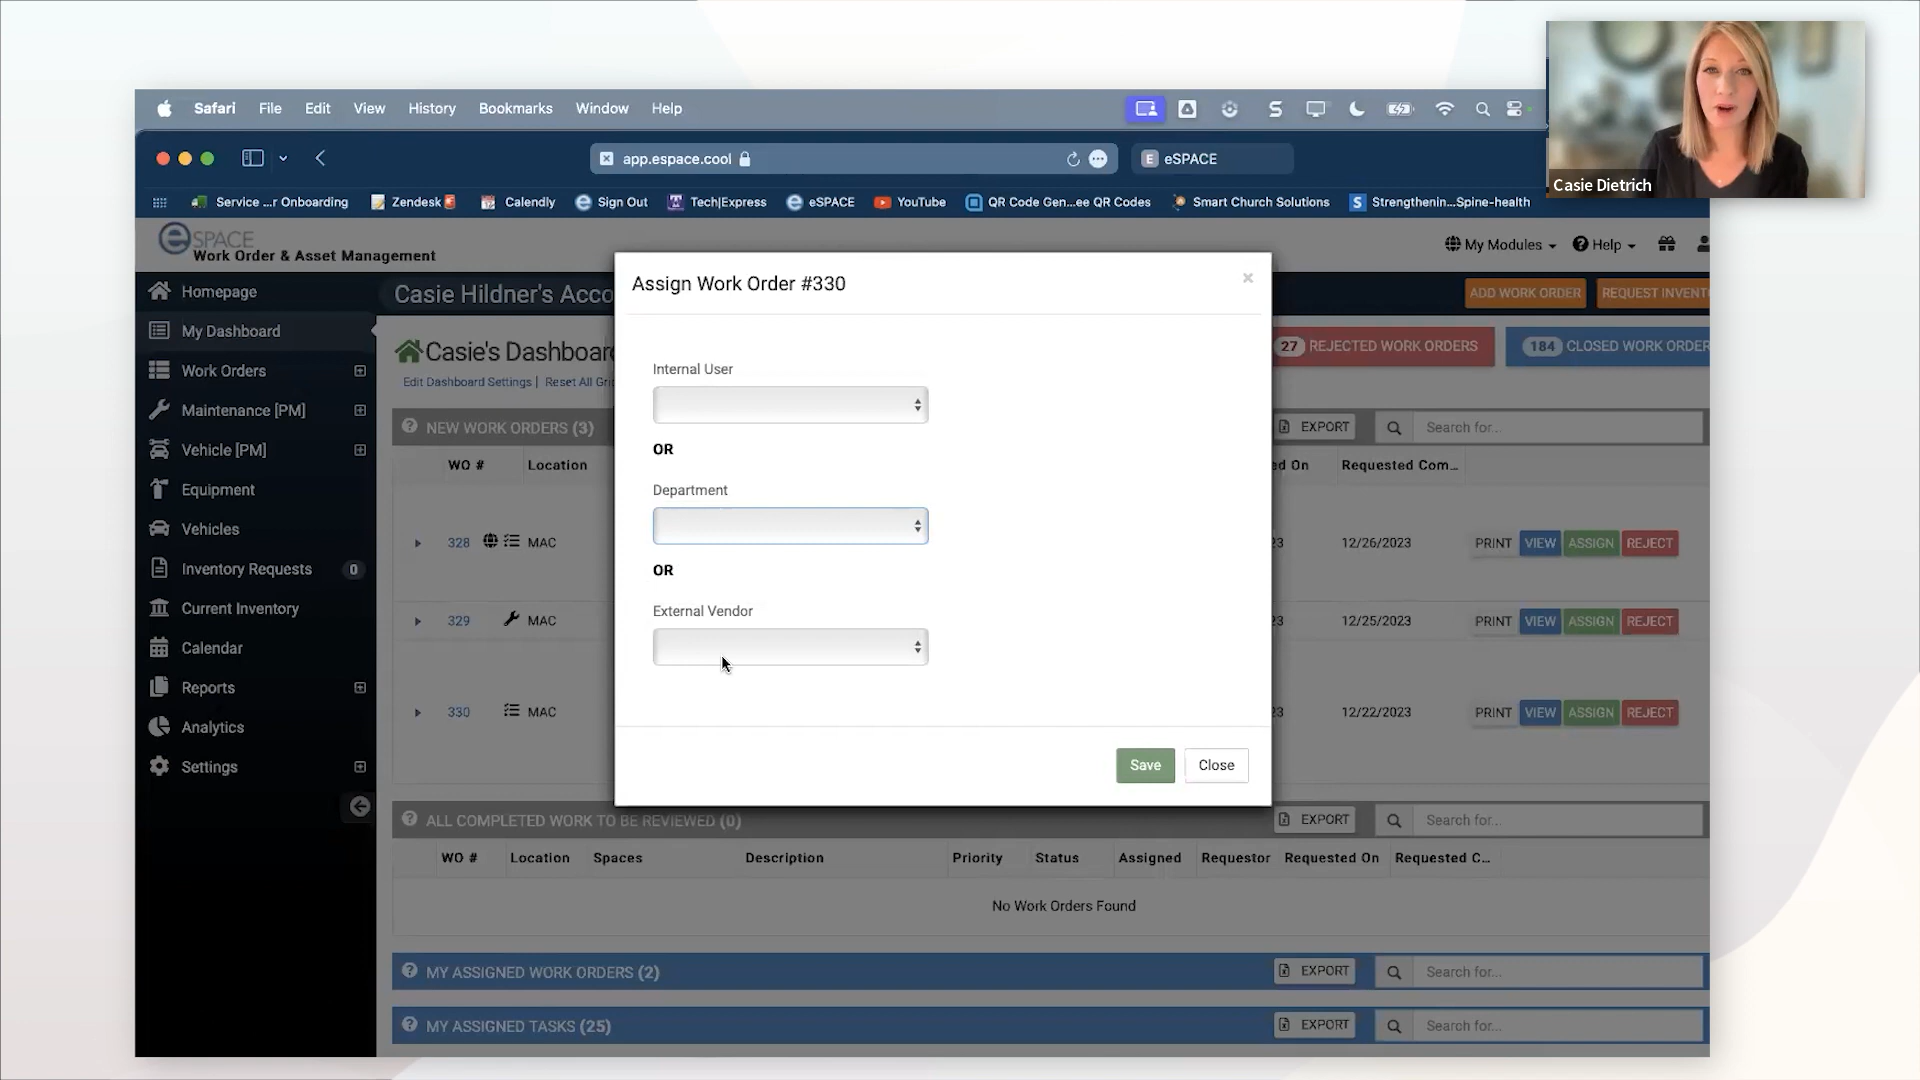 Safari File Edit View History Bookmarks Window Help
app.espace.cool
eSPACE
Service ...r Onboarding Zendesk Calendly Sign Out Tech|Express eSPACE YouTube QR Code Gen...ee QR Codes Smart Church Solutions Strengthenin...Spine-health
Casie Dietrich
eSPACE
Work Order & Asset Management
My Modules Help
Homepage
My Dashboard
Work Orders
Maintenance [PM]
Vehicle [PM]
Equipment
Vehicles
Inventory Requests 0
Current Inventory
Calendar
Reports
Analytics
Settings
Casie Hildner's Acco
ADD WORK ORDER REQUEST INVENTO
Casie's Dashboar
27 REJECTED WORK ORDERS 184 CLOSED WORK ORDER
Edit Dashboard Settings | Reset All Gri
NEW WORK ORDERS (3) EXPORT Search for...
WO # Location ed On Requested Com...
328 MAC 23 12/26/2023 PRINT VIEW ASSIGN REJECT
329 MAC 23 12/25/2023 PRINT VIEW ASSIGN REJECT
330 MAC 23 12/22/2023 PRINT VIEW ASSIGN REJECT
Assign Work Order #330 ×
Internal User
OR
Department
OR
External Vendor
Save Close
ALL COMPLETED WORK TO BE REVIEWED (0) EXPORT Search for...
WO # Location Spaces Description Priority Status Assigned Requestor Requested On Requested C...
No Work Orders Found
MY ASSIGNED WORK ORDERS (2) EXPORT Search for...
MY ASSIGNED TASKS (25) EXPORT Search for...